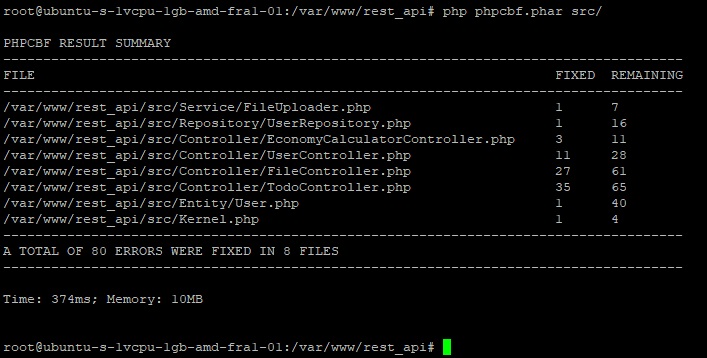 root@ubuntu-s-1vcpu-1gb-amd-fra1-01:/var/www/rest_api# php phpcbf.phar src/
PHPCBF RESULT SUMMARY
----------------------------------------------------------------------
FILE FIXED REMAINING
----------------------------------------------------------------------
/var/www/rest_api/src/Service/FileUploader.php 1 7
/var/www/rest_api/src/Repository/UserRepository.php 1 16
/var/www/rest_api/src/Controller/EconomyCalculatorController.php 3 11
/var/www/rest_api/src/Controller/UserController.php 11 28
/var/www/rest_api/src/Controller/FileController.php 27 61
/var/www/rest_api/src/Controller/TodoController.php 35 65
/var/www/rest_api/src/Entity/User.php 1 40
/var/www/rest_api/src/Kernel.php 1 4
----------------------------------------------------------------------
A TOTAL OF 80 ERRORS WERE FIXED IN 8 FILES
----------------------------------------------------------------------
Time: 374ms; Memory: 10MB
root@ubuntu-s-1vcpu-1gb-amd-fra1-01:/var/www/rest_api#